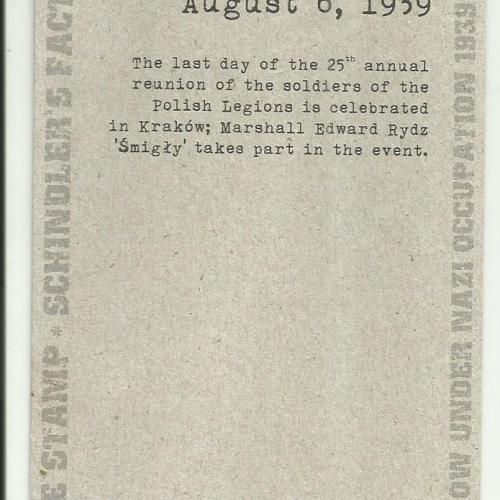 August 6, 1939
The last day of the 25th annual
reunion of the soldiers of the
Polish Legions is celebrated
in Kraków; Marshall Edward Rydz
'Śmigły' takes part in the event.
E STAMP * SCHINDLER'S FACT
OW UNDER NAZI OCCUPATION 1939